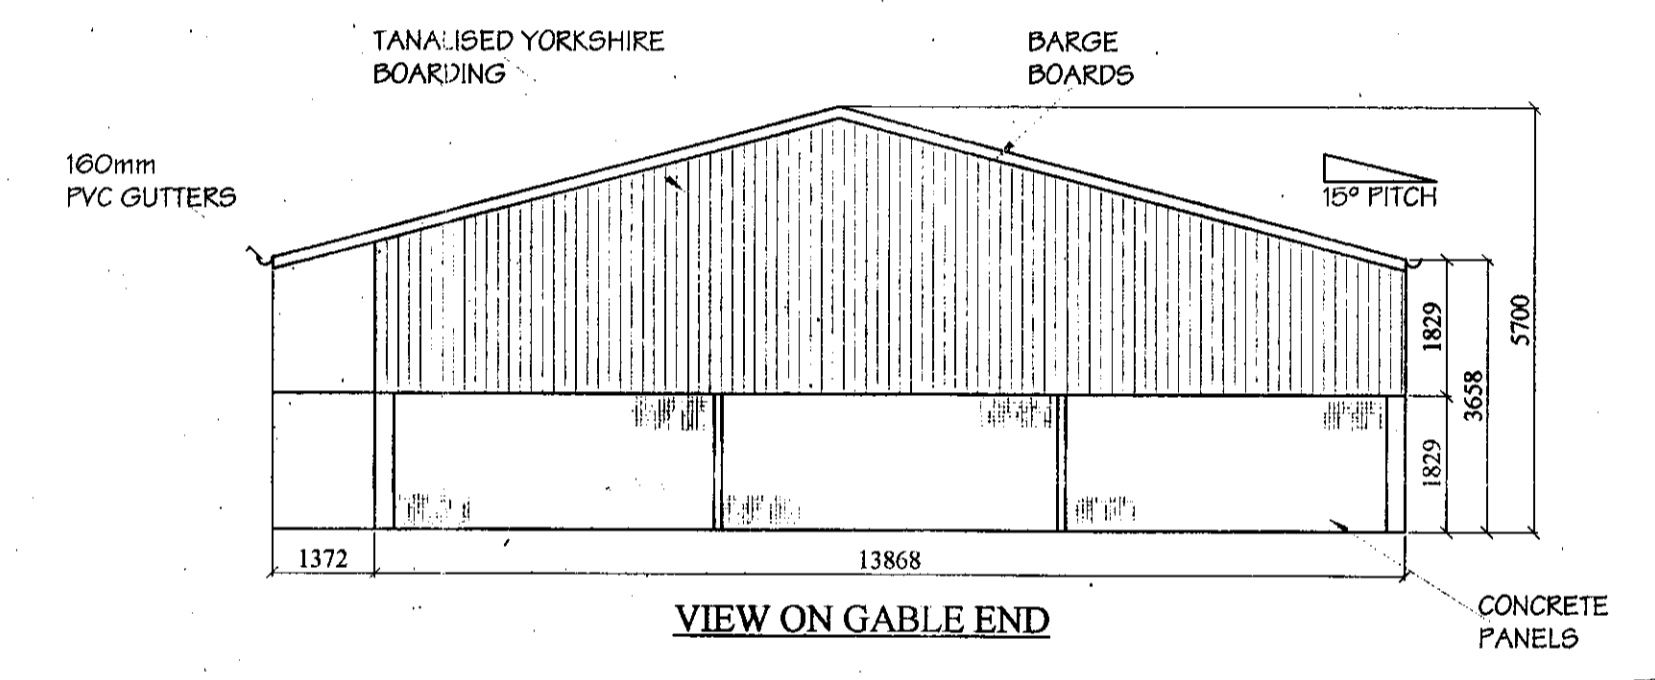 TANALISED YORKSHIRE
BOARDING
BARGE
BOARDS
160mm
PVC GUTTERS
15º PITCH
1829
3658
5700
1829
1372
13868
VIEW ON GABLE END
CONCRETE
PANELS